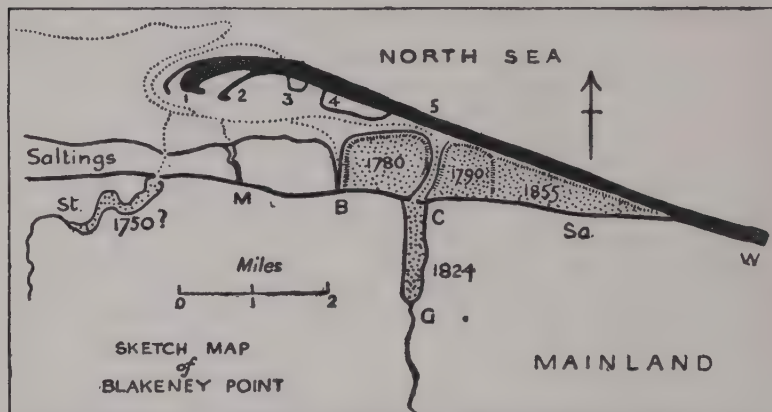 NORTH SEA
1
2
3
4
5
Saltings
1780
1790
1855
St.
1750?
M
B
C
Sa.
W
Miles
0 1 2
1824
G
SKETCH MAP
of
BLAKENEY POINT
MAINLAND